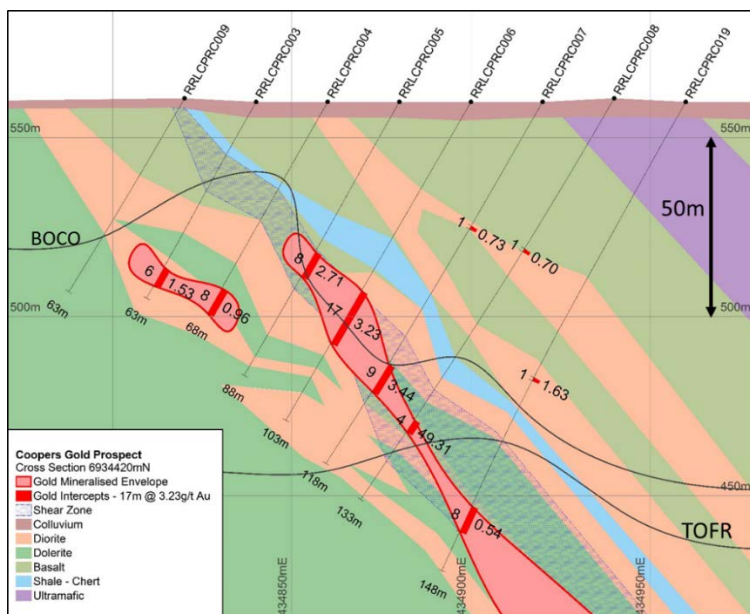 RRLCPRC009
RRLCPRC003
RRLCPRC004
RRLCPRC005
RRLCPRC006
RRLCPRC007
RRLCPRC008
RRLCPRC019
550m
550m
50m
BOCO
1 0.73
1 0.70
8 2.71
6 1.53
8 0.96
63m
63m
68m
500m
500m
17 3.23
9 3.44
1 1.63
88m
103m
4 49.31
118m
133m
450m
8 0.54
TOFR
148m
434850mE
434900mE
434950mE
Coopers Gold Prospect
Cross Section 6934420mN
Gold Mineralised Envelope
Gold Intercepts - 17m @ 3.23g/t Au
Shear Zone
Colluvium
Diorite
Dolerite
Basalt
Shale - Chert
Ultramafic